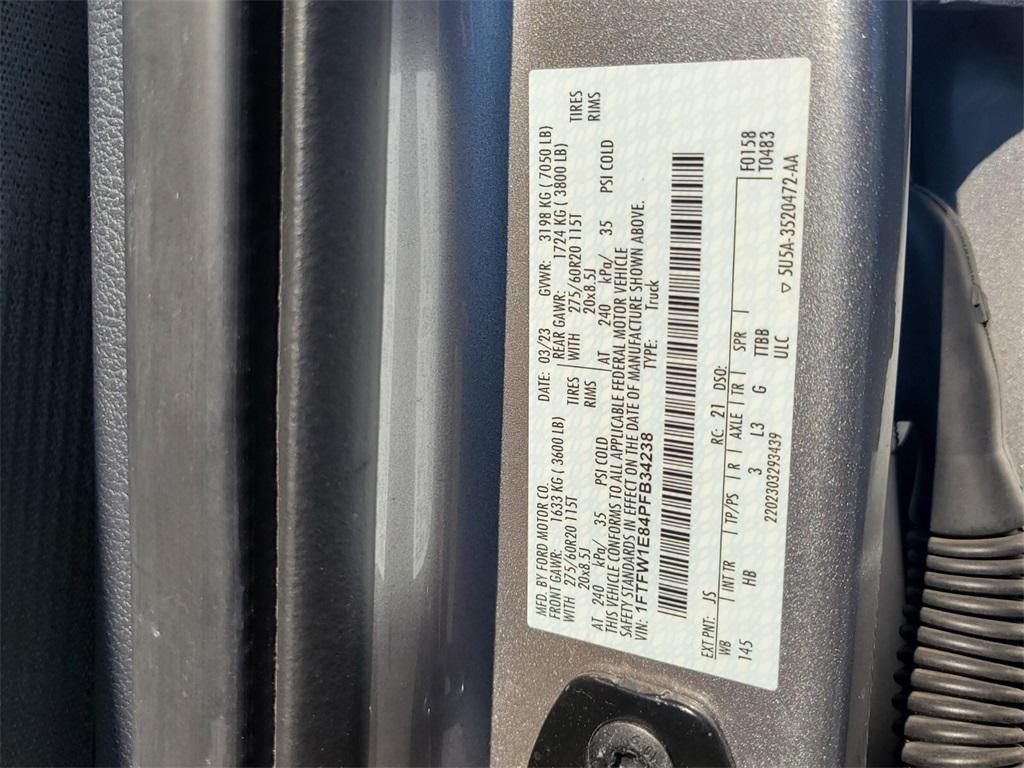 MFD. BY FORD MOTOR CO.
DATE: 03/23 GVWR: 3198 KG ( 7050 LB)
FRONT GAWR: 1633 KG ( 3600 LB)
REAR GAWR: 1724 KG ( 3800 LB)
WITH 275/60R20 115T TIRES
WITH 275/60R20 115T TIRES
20x8.5J RIMS
20x8.5J RIMS
AT 240 kPa/ 35 PSI COLD
AT 240 kPa/ 35 PSI COLD
THIS VEHICLE CONFORMS TO ALL APPLICABLE FEDERAL MOTOR VEHICLE
SAFETY STANDARDS IN EFFECT ON THE DATE OF MANUFACTURE SHOWN ABOVE.
VIN: 1FTFW1E84PFB34238 TYPE: Truck
EXT PNT: JS RC: 21 DSO: F0158
WB INT TR TP/PS R AXLE TR SPR T0483
145 HB 3 L3 G TTBB
2202303293439 ULC
▽ 5U5A-3520472-AA